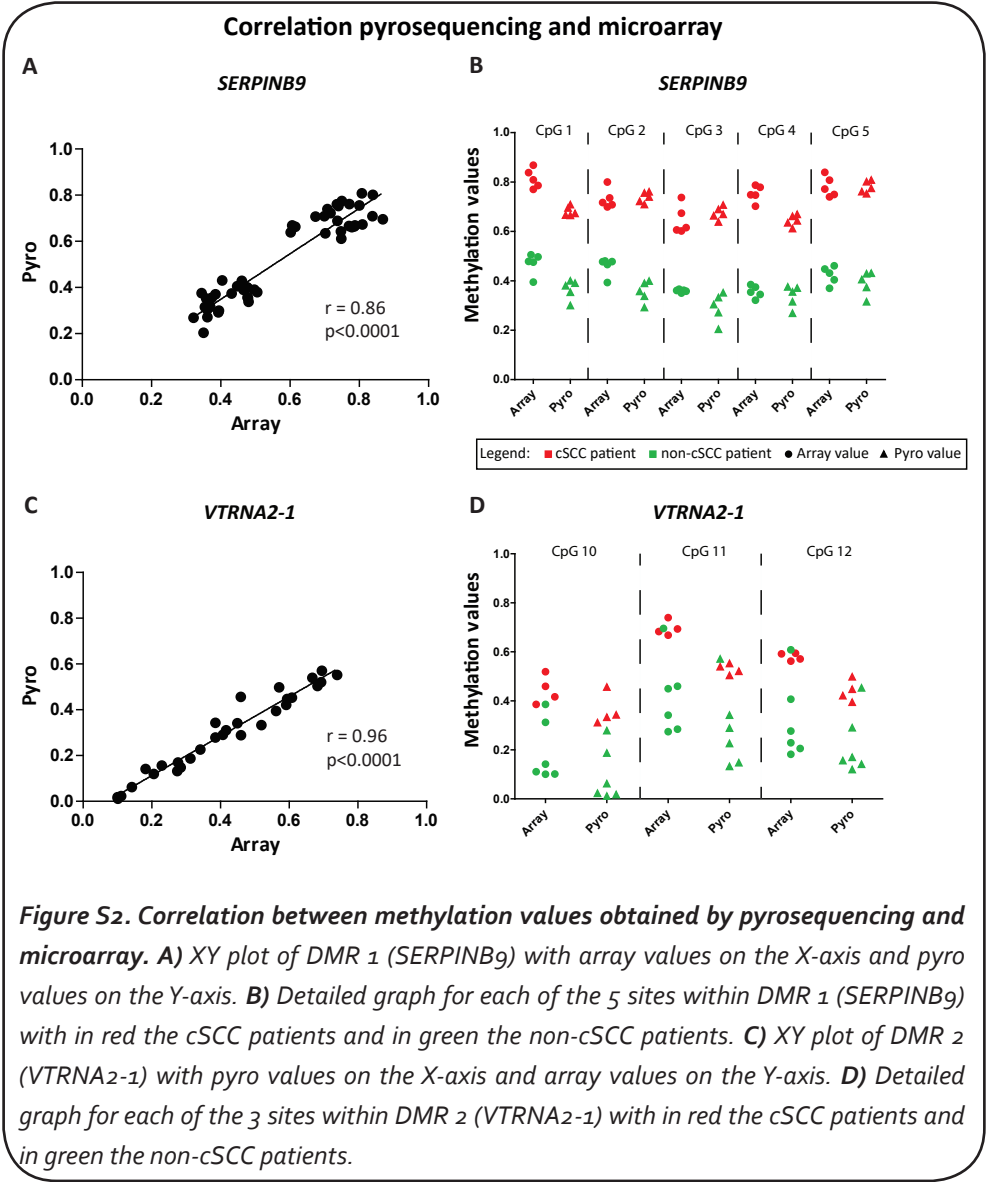 Correlation pyrosequencing and microarray
A
SERPINB9
1.0
0.8
0.6
0.4
0.2
0.0
Pyro
r = 0.86
p<0.0001
0.0 0.2 0.4 0.6 0.8 1.0
Array
B
SERPINB9
CpG 1 CpG 2 CpG 3 CpG 4 CpG 5
1.0
0.8
0.6
0.4
0.2
0.0
Methylation values
Array Pyro Array Pyro Array Pyro Array Pyro Array Pyro
Legend: cSCC patient non-cSCC patient Array value Pyro value
C
VTRNA2-1
1.0
0.8
0.6
0.4
0.2
0.0
Pyro
r = 0.96
p<0.0001
0.0 0.2 0.4 0.6 0.8 1.0
Array
D
VTRNA2-1
CpG 10 CpG 11 CpG 12
1.0
0.8
0.6
0.4
0.2
0.0
Methylation values
Array Pyro Array Pyro Array Pyro
Figure S2. Correlation between methylation values obtained by pyrosequencing and
microarray. A) XY plot of DMR 1 (SERPINB9) with array values on the X-axis and pyro
values on the Y-axis. B) Detailed graph for each of the 5 sites within DMR 1 (SERPINB9)
with in red the cSCC patients and in green the non-cSCC patients. C) XY plot of DMR 2
(VTRNA2-1) with pyro values on the X-axis and array values on the Y-axis. D) Detailed
graph for each of the 3 sites within DMR 2 (VTRNA2-1) with in red the cSCC patients and
in green the non-cSCC patients.